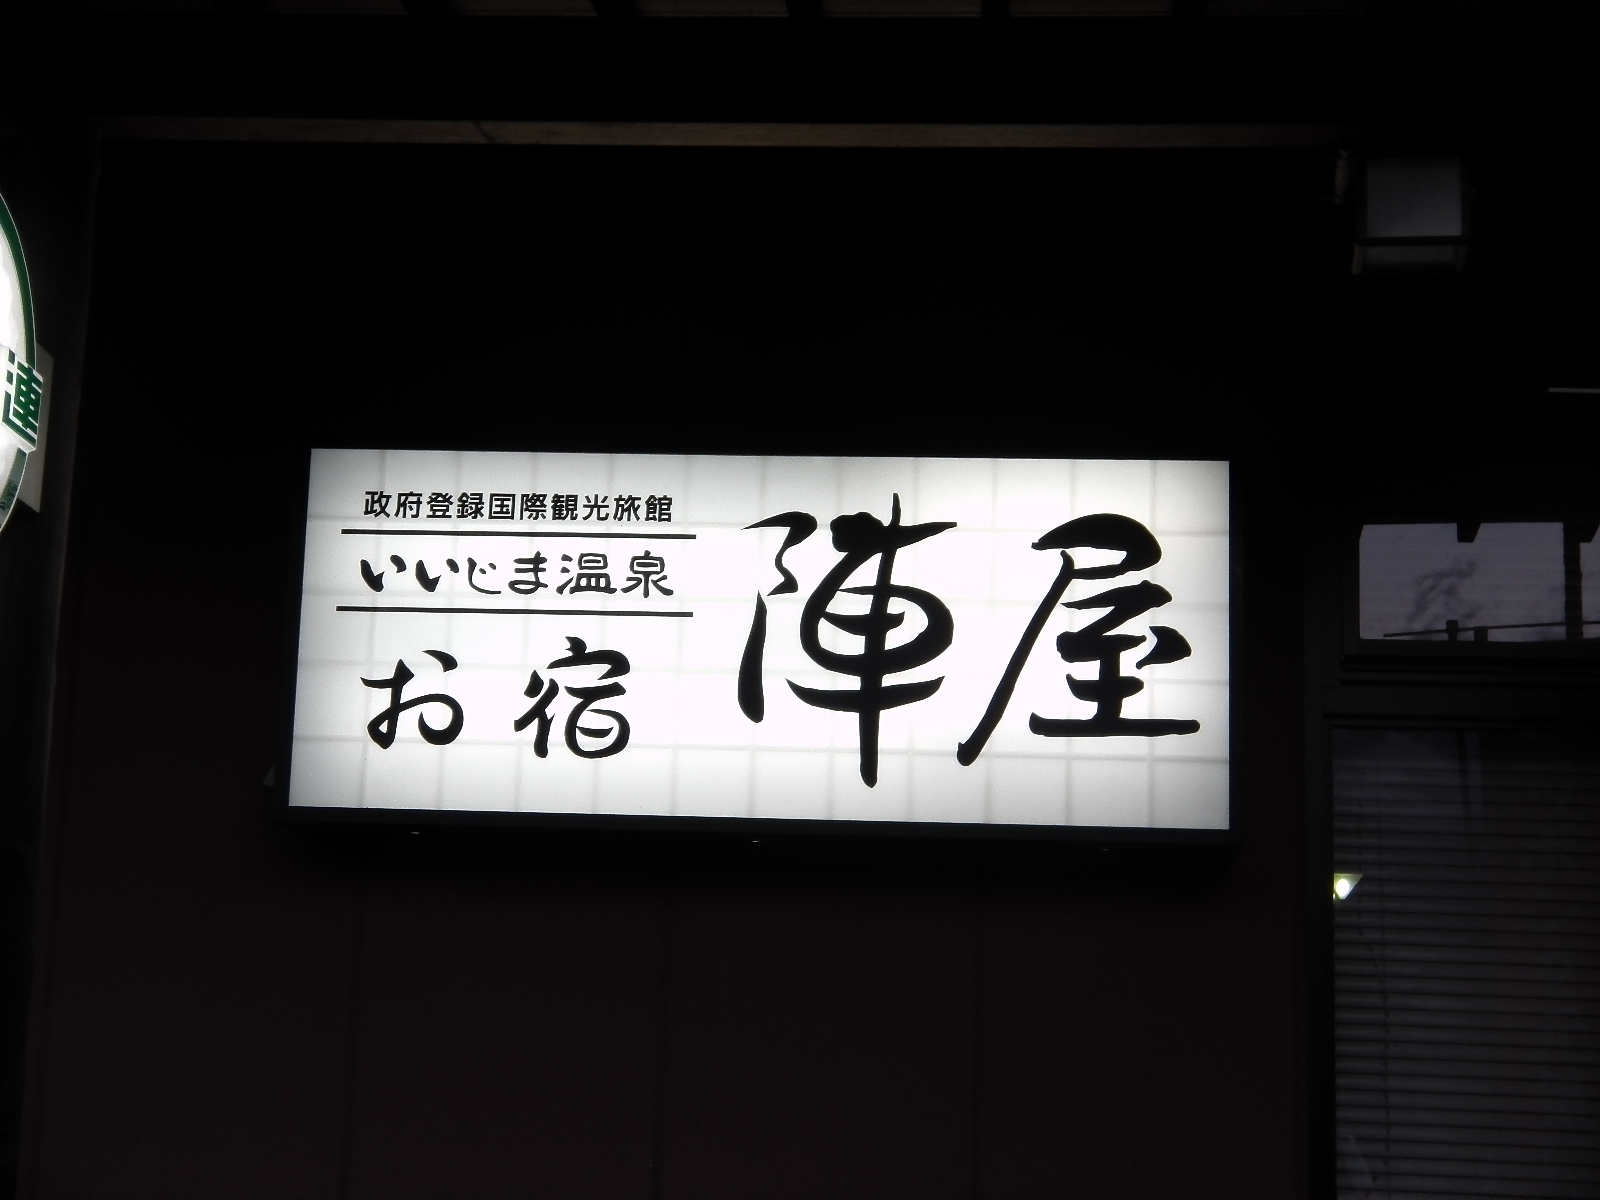 連
政府登録国際観光旅館
いいじま温泉
お宿
陣屋